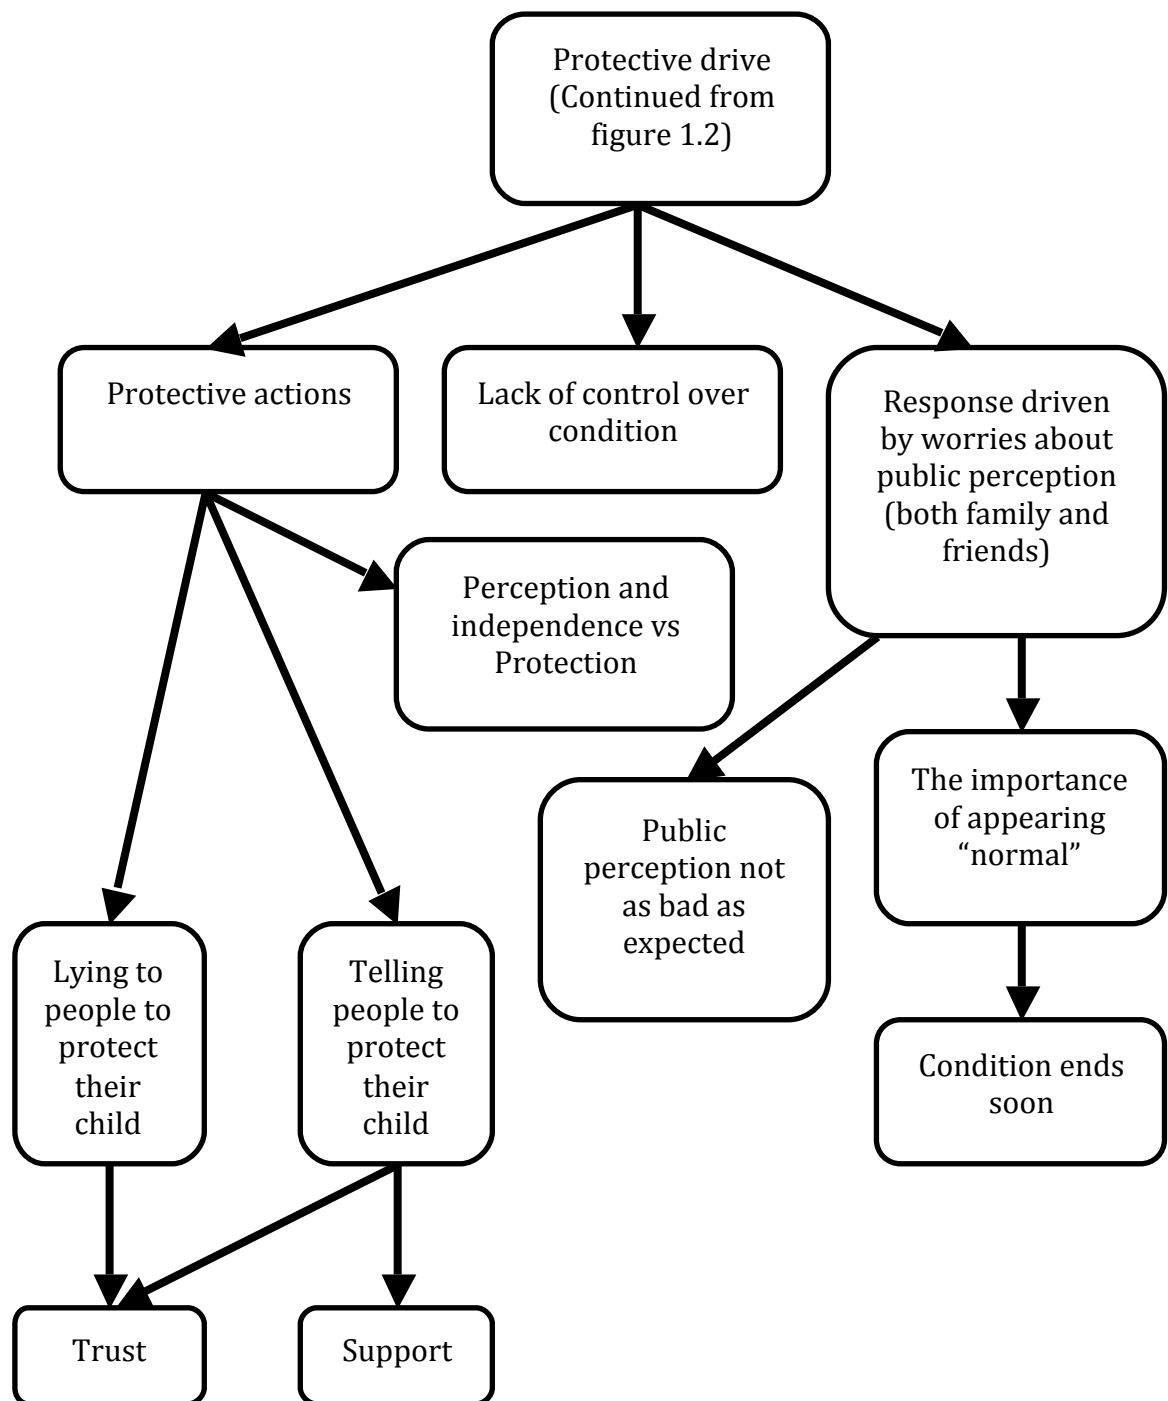 Protective drive
(Continued from
figure 1.2)
Protective actions
Lack of control over
condition
Response driven
by worries about
public perception
(both family and
friends)
Perception and
independence vs
Protection
Public
perception not
as bad as
expected
The importance
of appearing
“normal”
Lying to
people to
protect
their
child
Telling
people to
protect
their
child
Condition ends
soon
Trust
Support